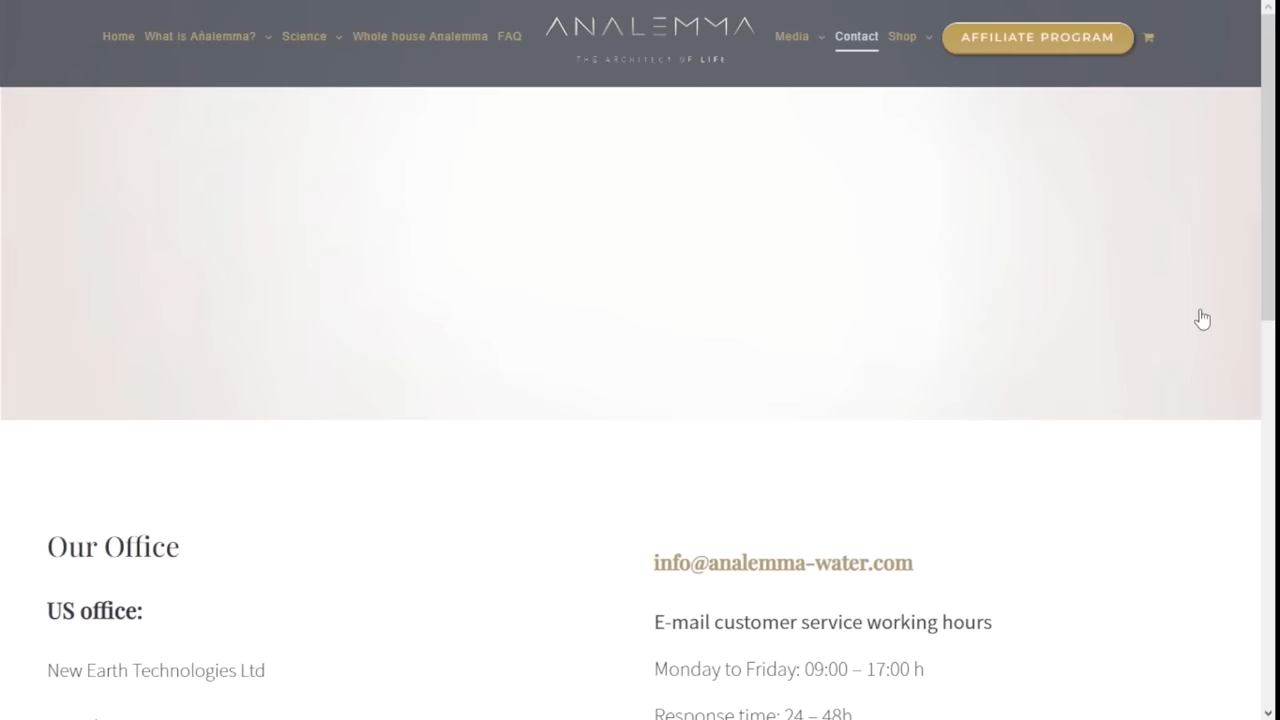 Home What is Aṅalemma? Science Whole house Analemma FAQ
ANALEMMA
THE ARCHITECT OF LIFE
Media Contact Shop AFFILIATE PROGRAM
Our Office
US office:
New Earth Technologies Ltd
info@analemma-water.com
E-mail customer service working hours
Monday to Friday: 09:00 – 17:00 h
Response time: 24 – 48h